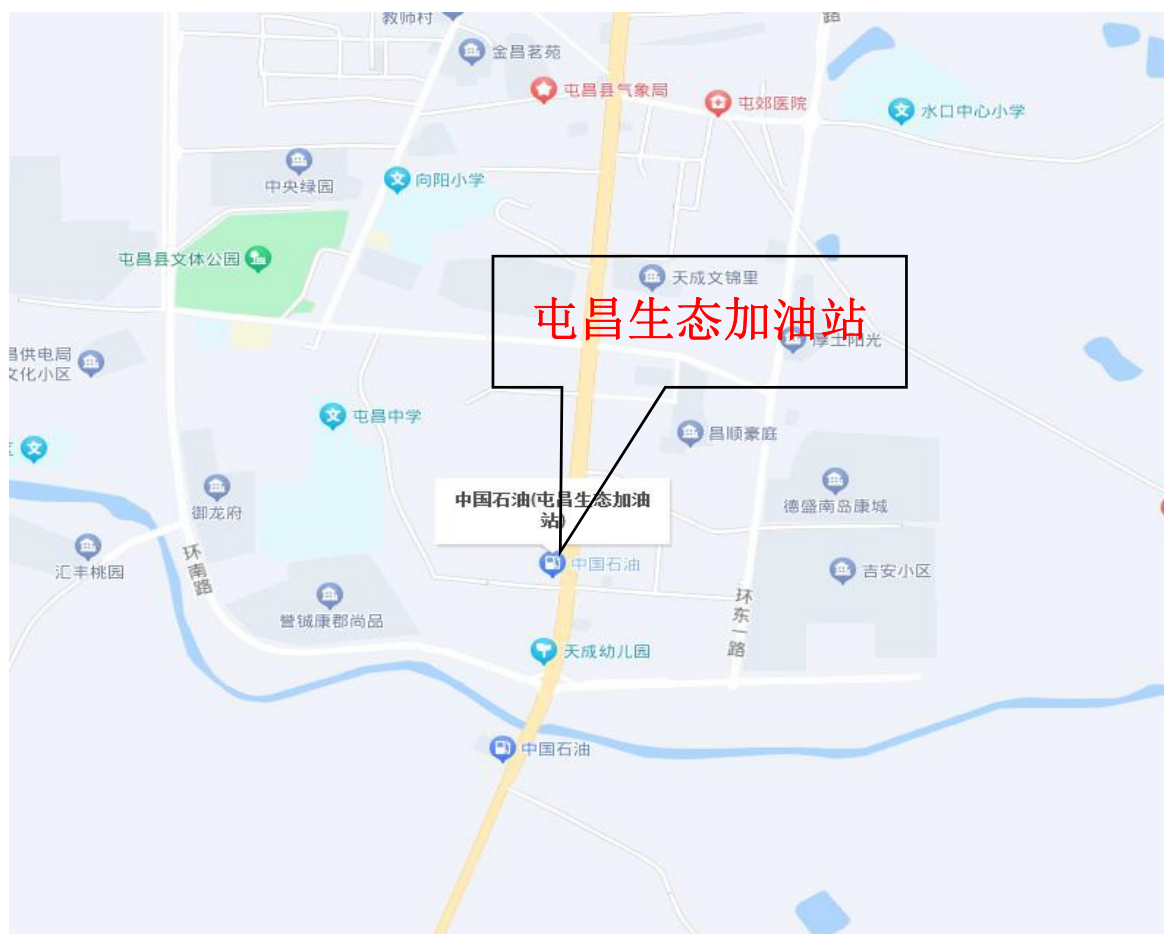 教师村
路
金昌茗苑
屯昌县气象局
屯郊医院
水口中心小学
中央绿园
向阳小学
屯昌县文体公园
天成文锦里
屯昌生态加油站
厚土阳光
昌供电局
文化小区
屯昌中学
昌顺豪庭
区
中国石油(屯昌生态加油
站)
德盛南岛康城
御龙府
汇丰桃园
环南路
中国石油
吉安小区
誉铖康郡尚品
环东一路
天成幼儿园
中国石油